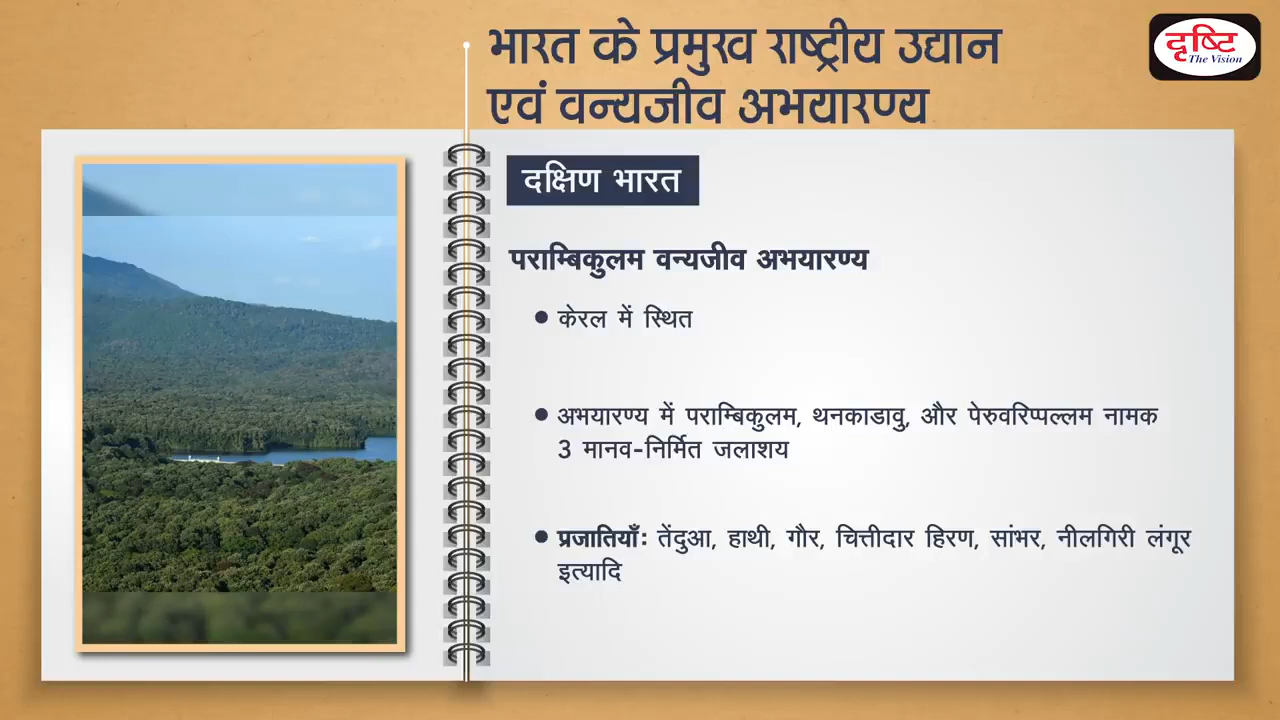 भारत के प्रमुख राष्ट्रीय उद्यान
एवं वन्यजीव अभयारण्य
दृष्टि
The Vision
दक्षिण भारत
पराम्बिकुलम वन्यजीव अभयारण्य
• केरल में स्थित
• अभयारण्य में पराम्बिकुलम, थनकाडावु, और पेरुवरिप्पल्लम नामक
3 मानव-निर्मित जलाशय
• प्रजातियाँ: तेंदुआ, हाथी, गौर, चित्तीदार हिरण, सांभर, नीलगिरी लंगूर
इत्यादि